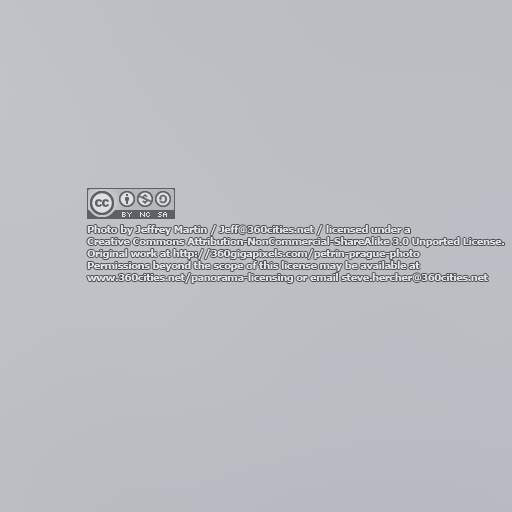 cc BY NC SA
Photo by Jeffrey Martin / Jeff@360cities.net / licensed under a
Creative Commons Attribution-NonCommercial-ShareAlike 3.0 Unported License.
Original work at http://360gigapixels.com/petrin-prague-photo
Permissions beyond the scope of this license may be available at
www.360cities.net/panorama-licensing or email steve.hercher@360cities.net